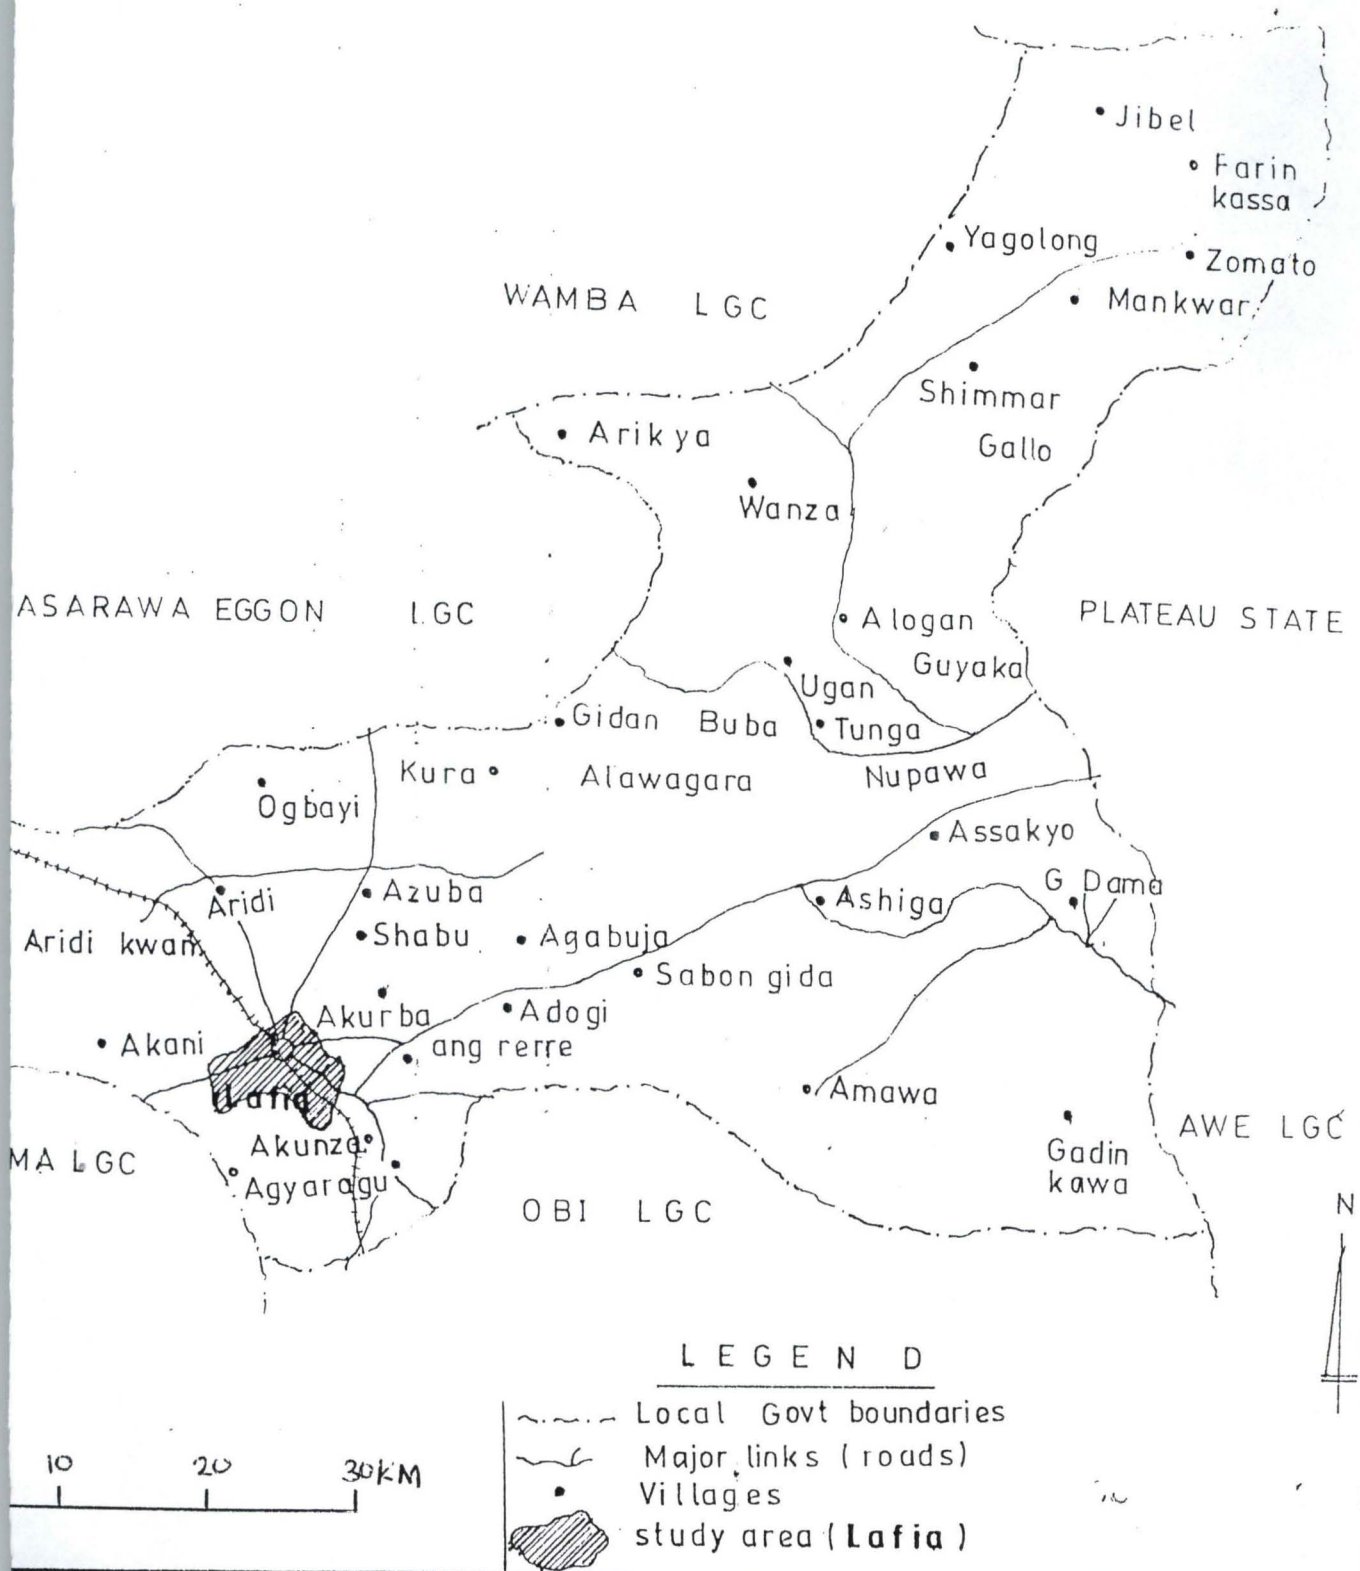 Jibel
Farin
kassa
Yagolong
Zomato
WAMBA LGC
Mankwar
Shimmar
Gallo
Arikya
Wanza
ASARAWA EGGON LGC
Alogan
PLATEAU STATE
Guyaka
Ugan
Gidan Buba
Tunga
Kura
Alawagara
Nupawa
Ogbayi
Assakyo
G Dama
Azuba
Aridi
Ashiga
Aridi kwan
Shabu
Agabuja
Sabon gida
Akurba
Adogi
Akani
ang rerre
Lafia
Amawa
AWE LGC
Akunza
MA LGC
Gadin
kawa
Agyaragu
OBI LGC
N
LEGEND
Local Govt boundaries
Major links (roads)
Villages
study area (Lafia)
10 20 30KM